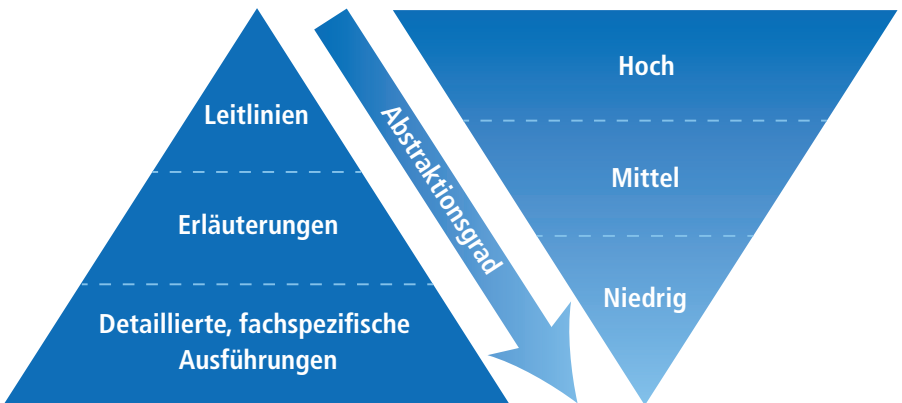 Leitlinien
Erläuterungen
Detaillierte, fachspezifische
Ausführungen
Abstraktionsgrad
Hoch
Mittel
Niedrig